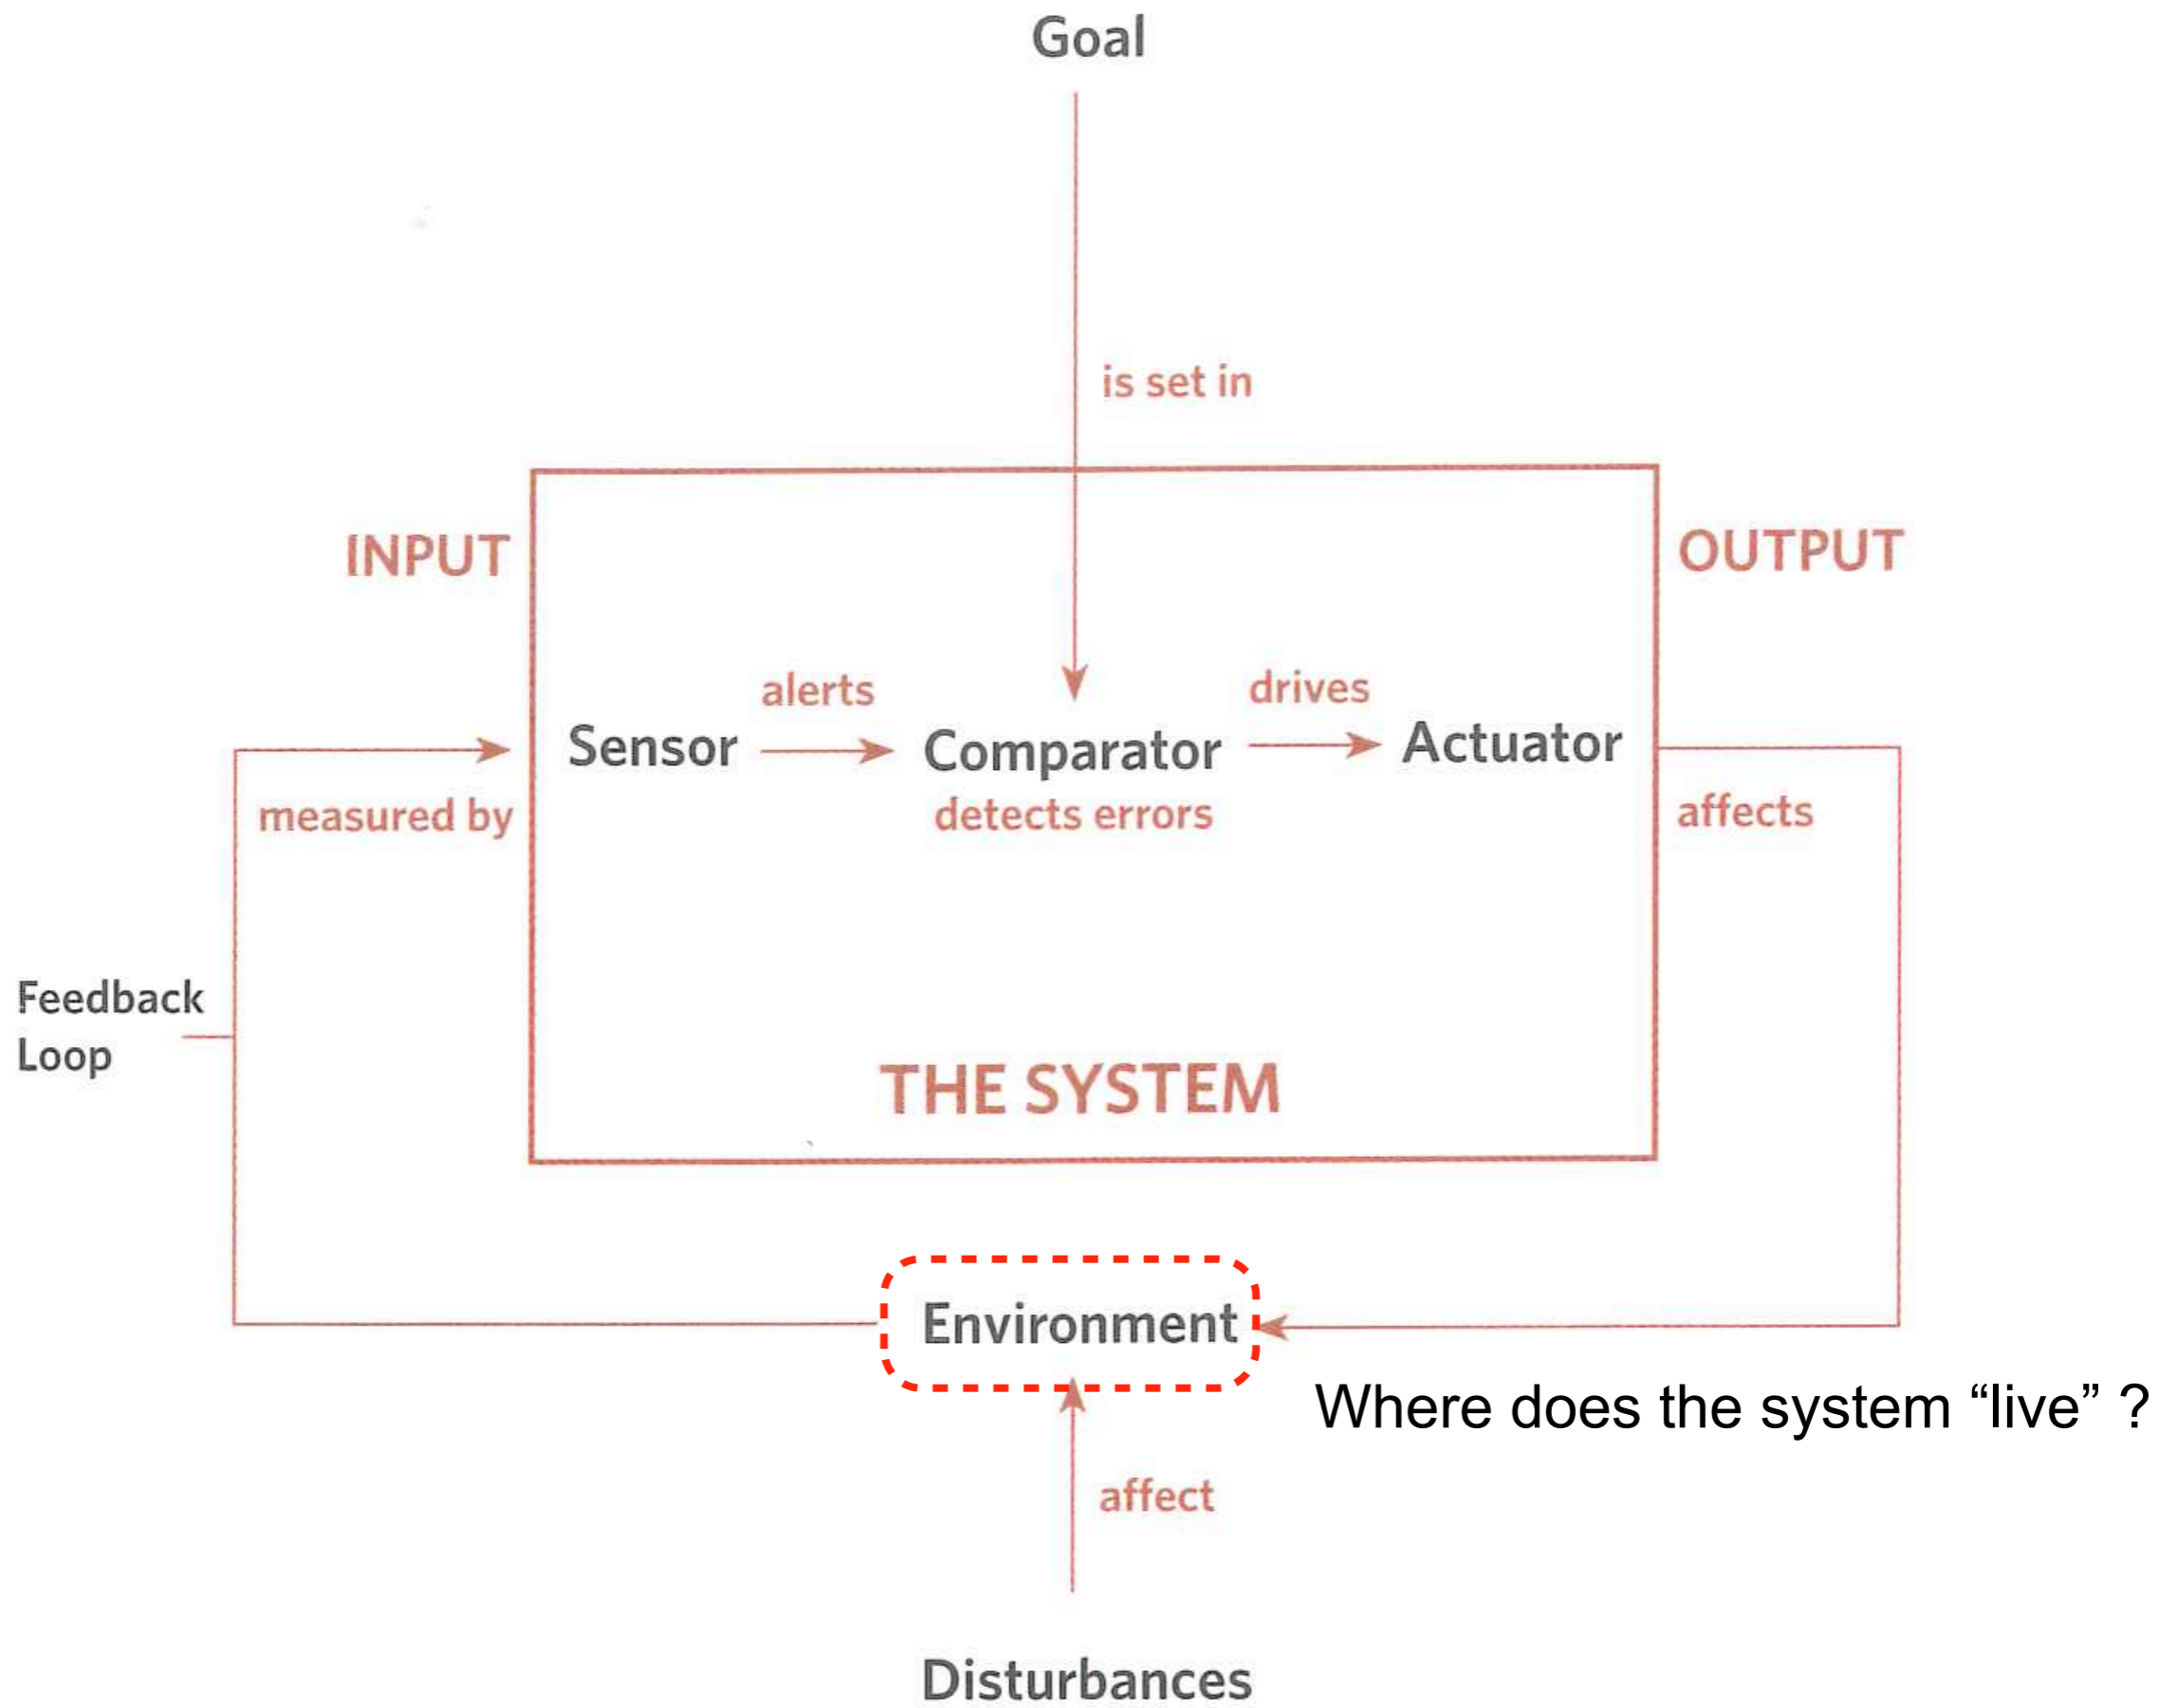 Goal
is set in
INPUT
OUTPUT
alerts
drives
Sensor
Comparator
Actuator
measured by
detects errors
affects
Feedback
Loop
THE SYSTEM
Environment
Where does the system “live” ?
affect
Disturbances